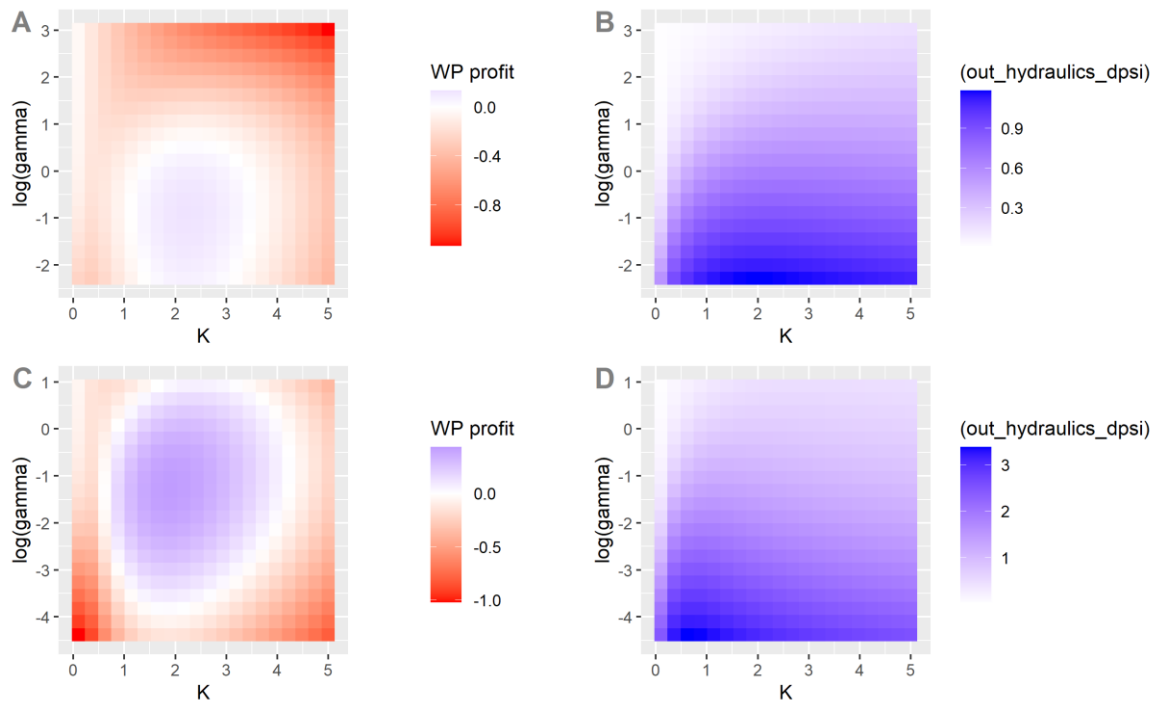 A
3
2
1
0
-1
-2
log(gamma)
0 1 2 3 4 5
K
WP profit
0.0
-0.4
-0.8
B
3
2
1
0
-1
-2
log(gamma)
0 1 2 3 4 5
K
(out_hydraulics_dpsi)
0.9
0.6
0.3
C
1
0
-1
-2
-3
-4
log(gamma)
0 1 2 3 4 5
K
WP profit
0.0
-0.5
-1.0
D
1
0
-1
-2
-3
-4
log(gamma)
0 1 2 3 4 5
K
(out_hydraulics_dpsi)
3
2
1